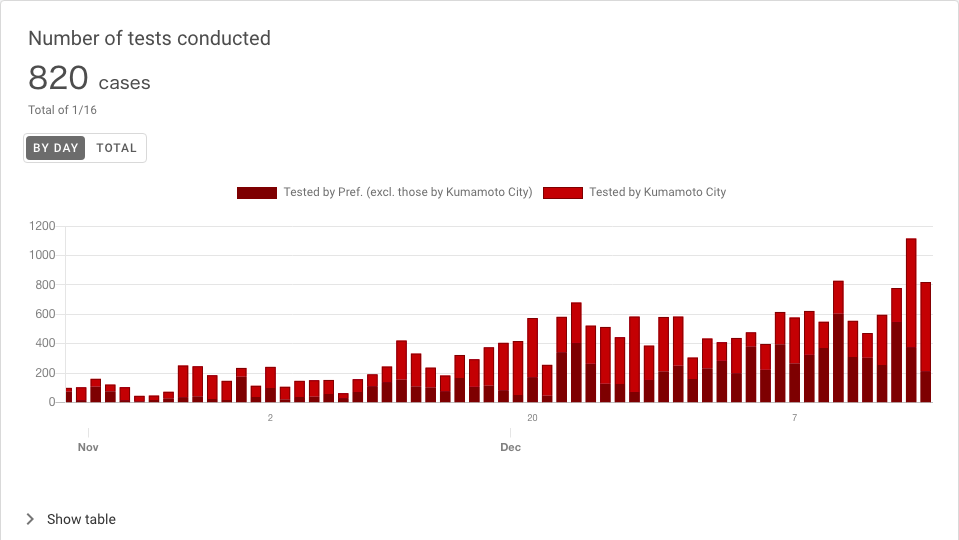 Number of tests conducted
820 cases
Total of 1/16
BY DAY TOTAL
Tested by Pref. (excl. those by Kumamoto City) Tested by Kumamoto City
1200
1000
800
600
400
200
0
2 20 7
Nov Dec
Show table